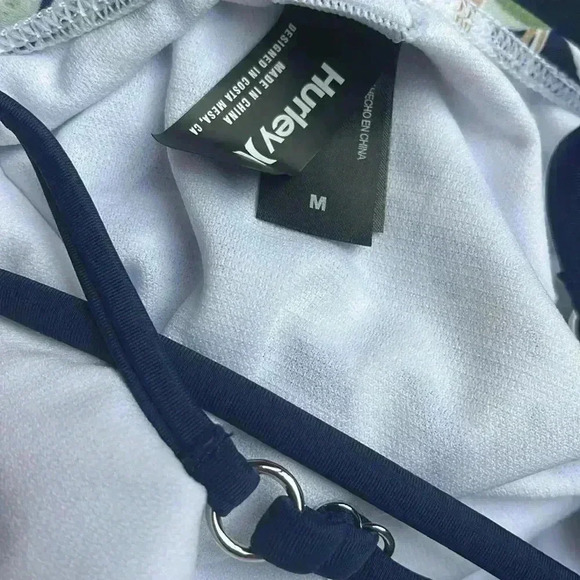 Hurley)(
MADE IN CHINA
DESIGNED IN COSTA MESA, CA
HECHO EN CHINA
M